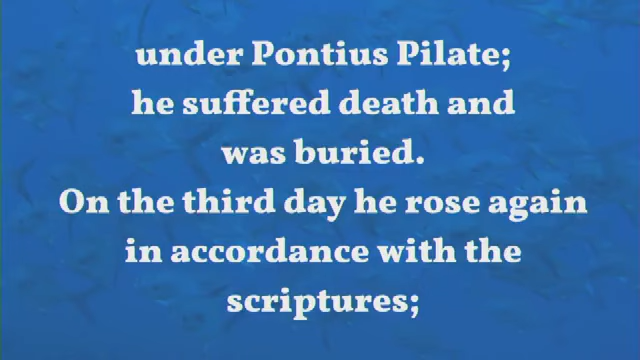 under Pontius Pilate;
he suffered death and
was buried.
On the third day he rose again
in accordance with the
scriptures;